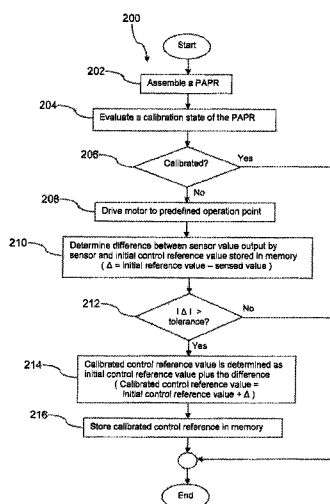 200
Start
202
Assemble a PAPR
204
Evaluate a calibration state of the PAPR
206
Calibrated?
Yes
No
208
Drive motor to predefined operation point
210
Determine difference between sensor value output by
sensor and initial control reference value stored in memory
( Δ = initial reference value – sensed value )
212
| Δ | >
tolerance?
No
Yes
214
Calibrated control reference value is determined as
initial control reference value plus the difference
( Calibrated control reference value =
initial control reference value + Δ )
216
Store calibrated control reference in memory
End